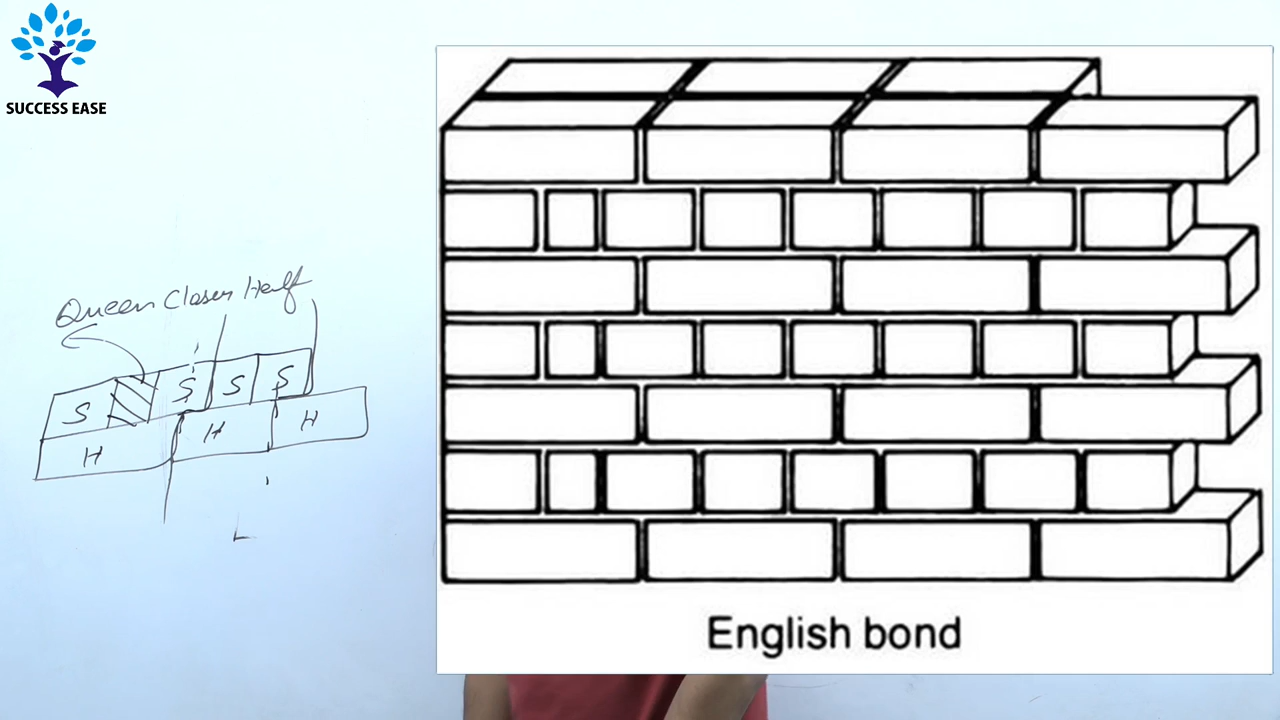 SUCCESS EASE
Queen Closer Half
S S S S
H H H
English bond